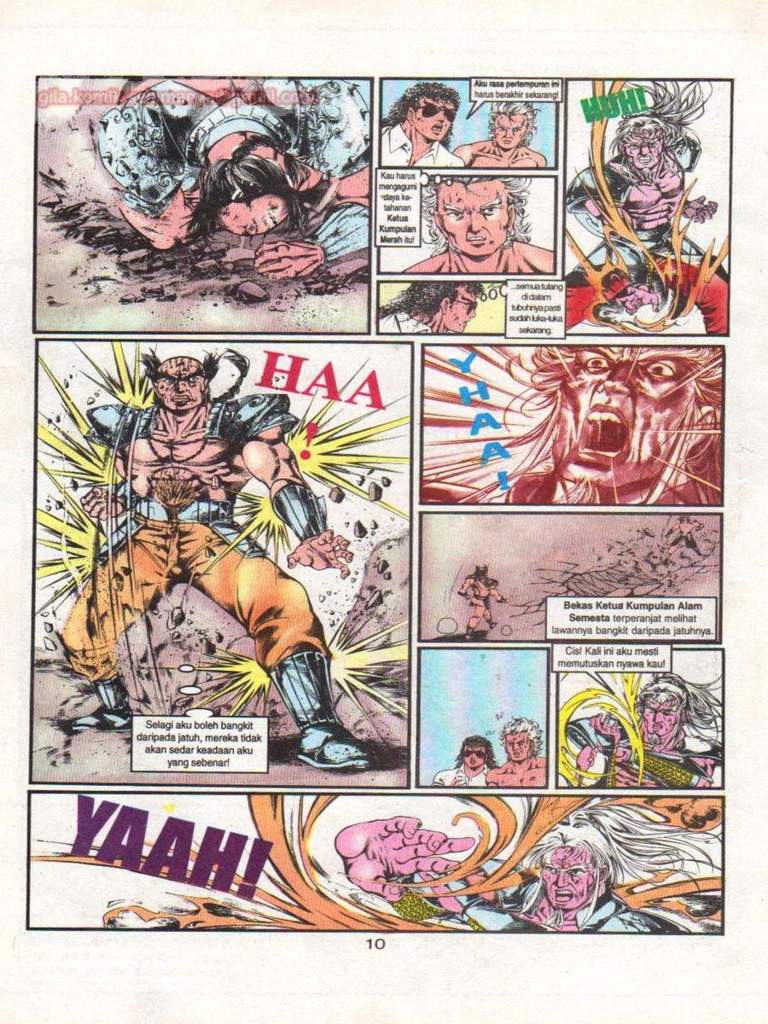 Aku rasa pertempuran ini
harus berakhir sekarang!
HUH!
Kau harus
mengagumi
daya ke-
tahanan
Ketua
Kumpulan
Merah itu!
...semua tulang
di dalam
tubuhnya pasti
sudah luka-luka
sekarang.
HAA
!
Selagi aku boleh bangkit
daripada jatuh, mereka tidak
akan sedar keadaan aku
yang sebenar!
YHAA!
Bekas Ketua Kumpulan Alam
Semesta terperanjat melihat
lawannya bangkit daripada jatuhnya.
Cis! Kali ini aku mesti
memutuskan nyawa kau!
YAAH!
10